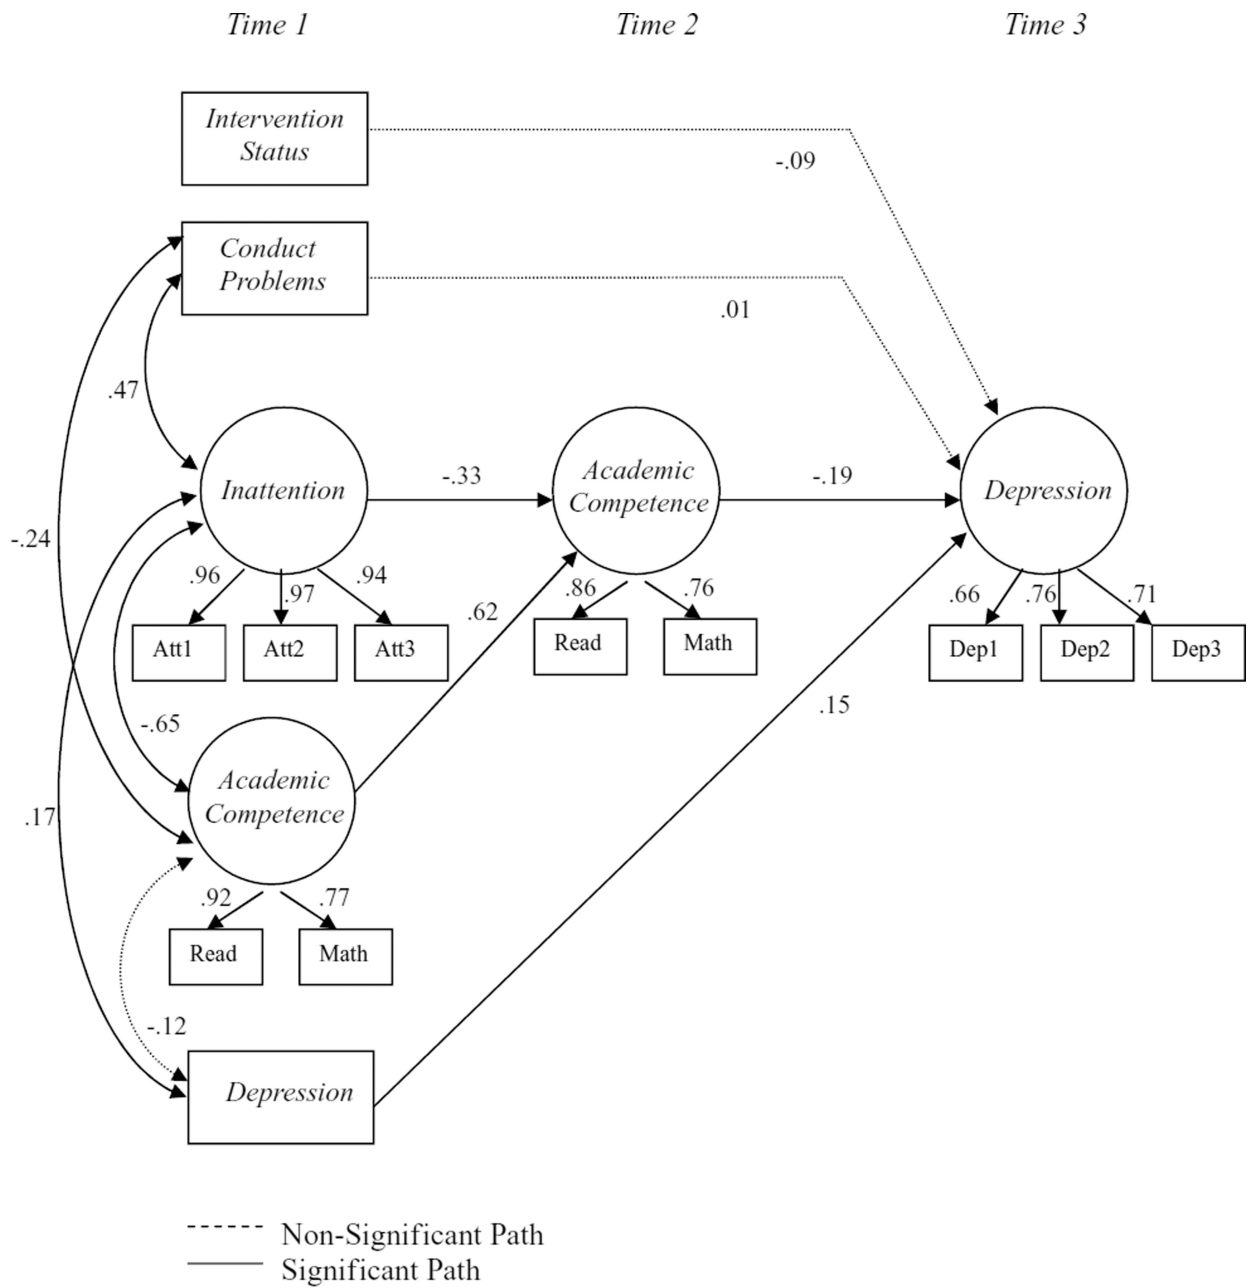 Time 1
Time 2
Time 3
Intervention
Status
-.09
Conduct
Problems
.01
.47
Inattention
-.33
Academic
Competence
-.19
Depression
-.24
.96
.97
.94
.86
.76
.66
.76
.71
.62
Att1
Att2
Att3
Read
Math
Dep1
Dep2
Dep3
-.65
.15
Academic
Competence
.17
.92
.77
Read
Math
-.12
Depression
Non-Significant Path
Significant Path